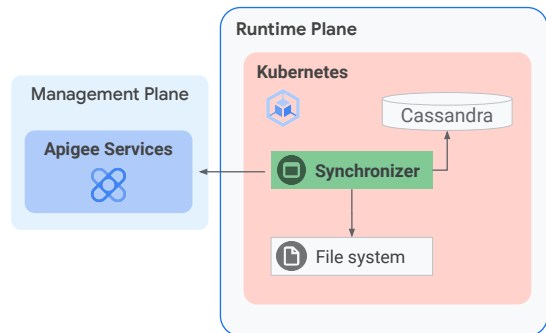 Runtime Plane
Kubernetes
Management Plane
Cassandra
Apigee Services
Synchronizer
File system